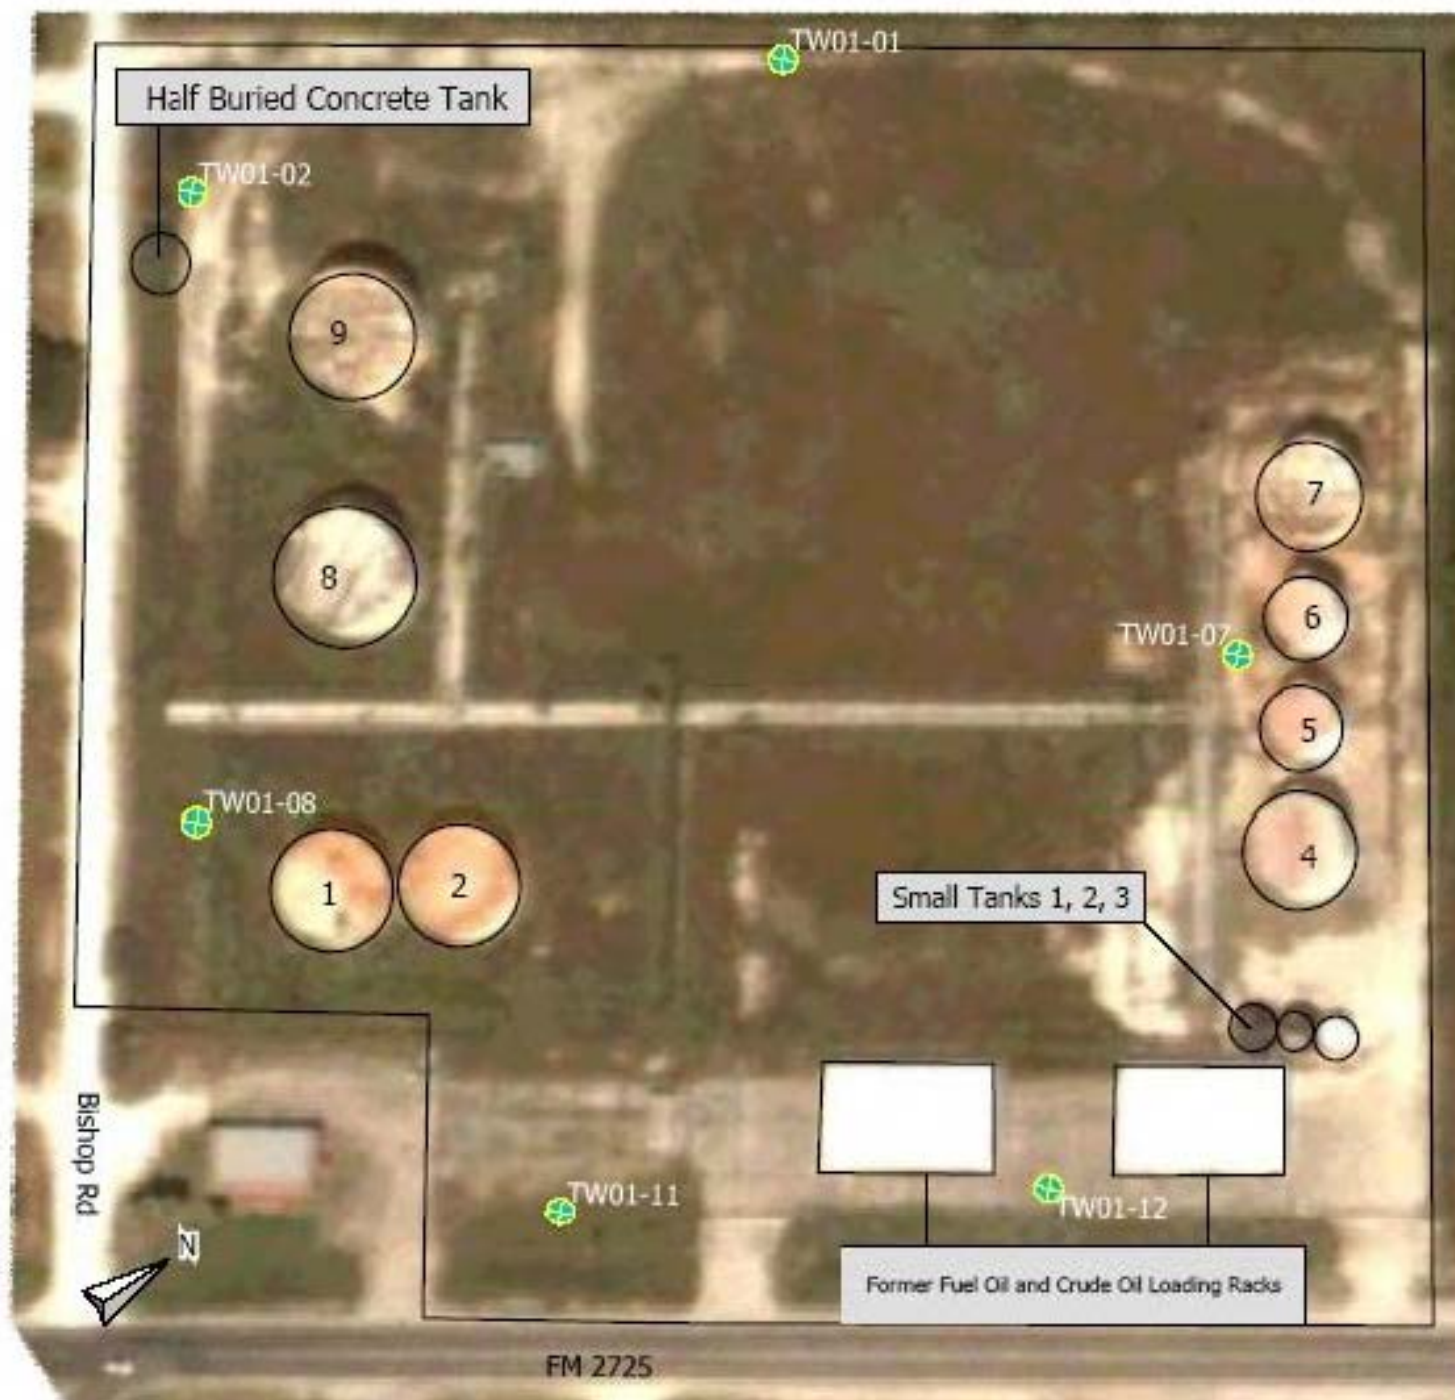 TW01-01
Half Buried Concrete Tank
TW01-02
9
7
8
6
TW01-07
5
TW01-08
4
1
2
Small Tanks 1, 2, 3
Bishop Rd
TW01-11
TW01-12
N
Former Fuel Oil and Crude Oil Loading Racks
FM 2725